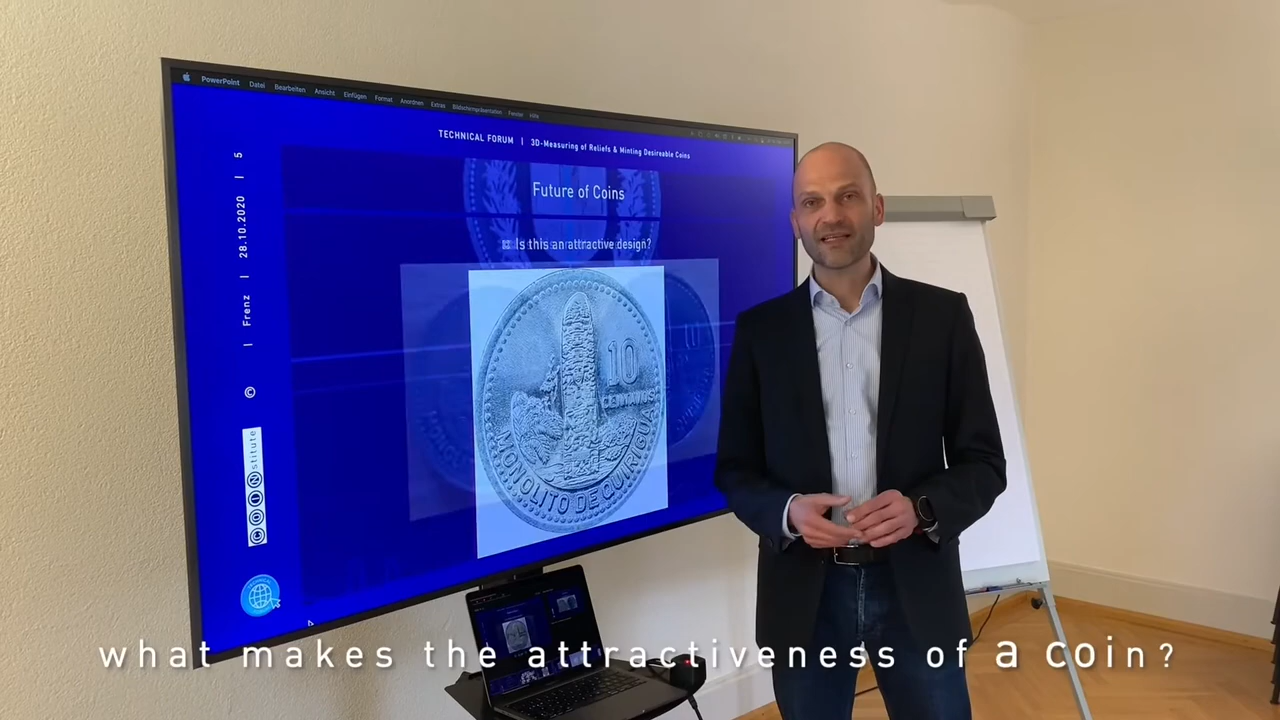 PowerPoint Datei Bearbeiten Ansicht Einfügen Format Anordnen Extras Bildschirmpräsentation Fenster Hilfe
TECHNICAL FORUM | 3D-Measuring of Reliefs & Minting Desireable Coins
Future of Coins
Is this an attractive design?
10
CENTAVOS
MONOLITO DE QUIRIGUA
© | Frenz | 28.10.2020 | 5
COINstitute
what makes the attractiveness of a coin?